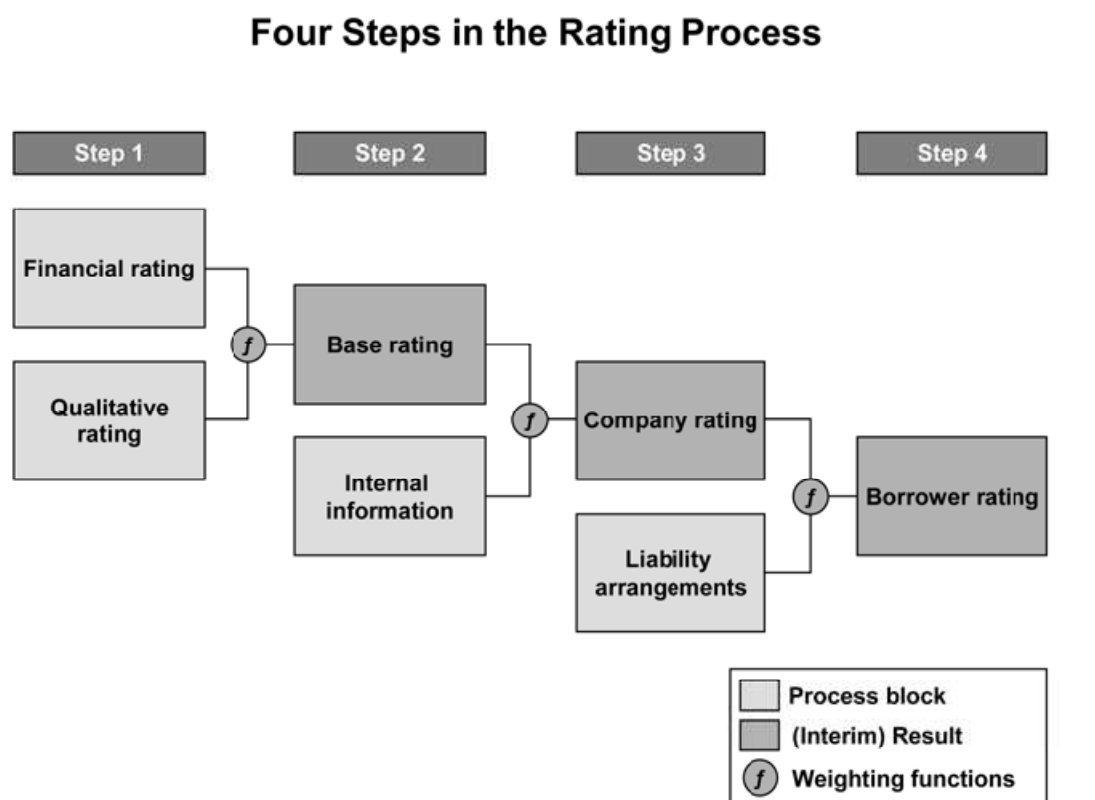 Four Steps in the Rating Process
Step 1
Step 2
Step 3
Step 4
Financial rating
Qualitative
rating
f
Base rating
Internal
information
f
Company rating
Liability
arrangements
f
Borrower rating
Process block
(Interim) Result
f Weighting functions